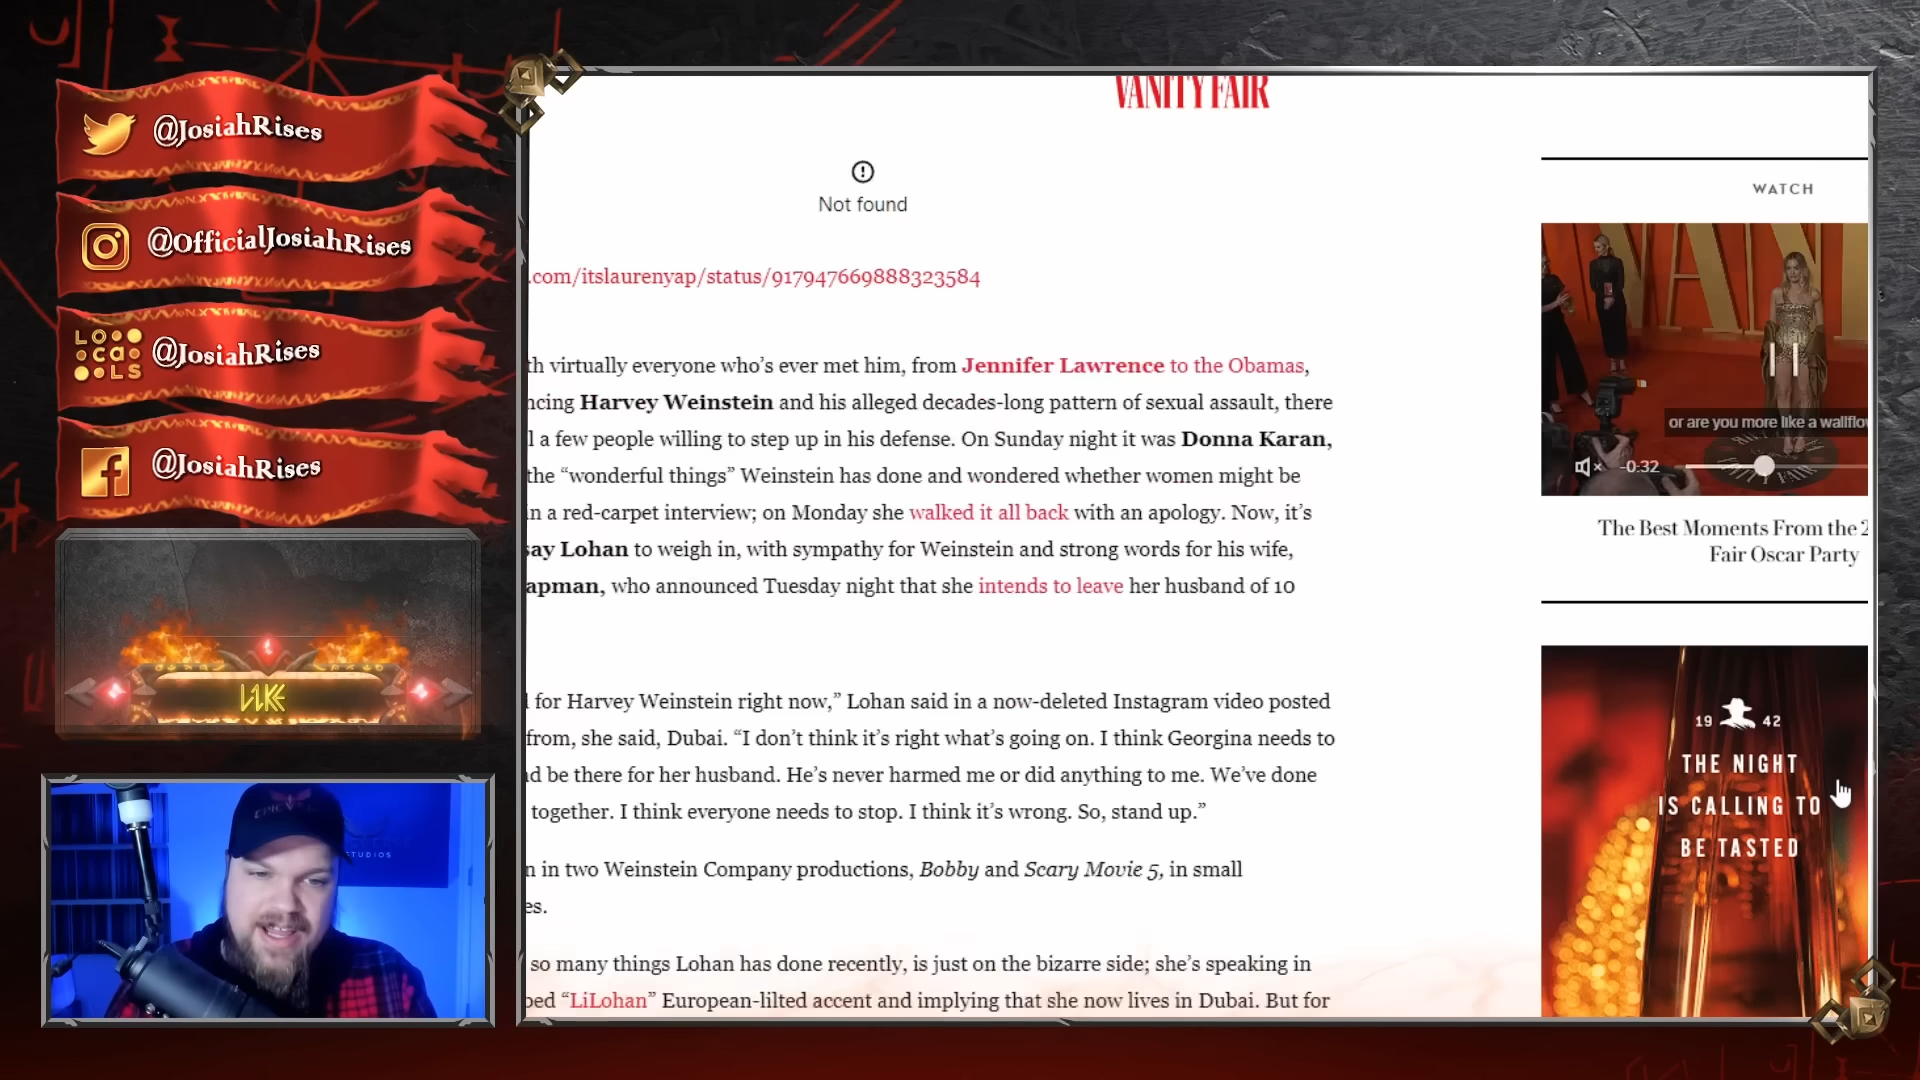 @JosiahRises
@OfficialJosiahRises
LOcaLS
@JosiahRises
@JosiahRises
LIKE
STUDIOS
VANITY FAIR
Not found
.com/itslaurenyap/status/917947669888323584
th virtually everyone who’s ever met him, from Jennifer Lawrence to the Obamas,
ncing Harvey Weinstein and his alleged decades-long pattern of sexual assault, there
l a few people willing to step up in his defense. On Sunday night it was Donna Karan,
the “wonderful things” Weinstein has done and wondered whether women might be
n a red-carpet interview; on Monday she walked it all back with an apology. Now, it’s
say Lohan to weigh in, with sympathy for Weinstein and strong words for his wife,
apman, who announced Tuesday night that she intends to leave her husband of 10
for Harvey Weinstein right now,” Lohan said in a now-deleted Instagram video posted
from, she said, Dubai. “I don’t think it’s right what’s going on. I think Georgina needs to
d be there for her husband. He’s never harmed me or did anything to me. We’ve done
together. I think everyone needs to stop. I think it’s wrong. So, stand up.”
n in two Weinstein Company productions, Bobby and Scary Movie 5, in small
es.
so many things Lohan has done recently, is just on the bizarre side; she’s speaking in
bed “LiLohan” European-lilted accent and implying that she now lives in Dubai. But for
WATCH
or are you more like a wallflo
-0:32
VANITY FAIR
The Best Moments From the 2
Fair Oscar Party
19 42
THE NIGHT
IS CALLING TO
BE TASTED